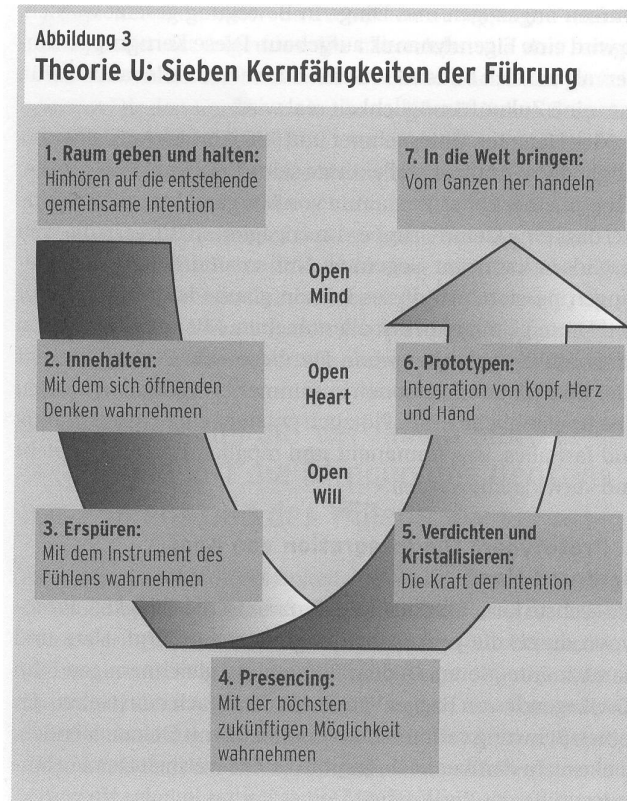 Abbildung 3
Theorie U: Sieben Kernfähigkeiten der Führung
1. Raum geben und halten:
Hinhören auf die entstehende
gemeinsame Intention
7. In die Welt bringen:
Vom Ganzen her handeln
Open
Mind
2. Innehalten:
Mit dem sich öffnenden
Denken wahrnehmen
Open
Heart
6. Prototypen:
Integration von Kopf, Herz
und Hand
Open
Will
3. Erspüren:
Mit dem Instrument des
Fühlens wahrnehmen
5. Verdichten und
Kristallisieren:
Die Kraft der Intention
4. Presencing:
Mit der höchsten
zukünftigen Möglichkeit
wahrnehmen